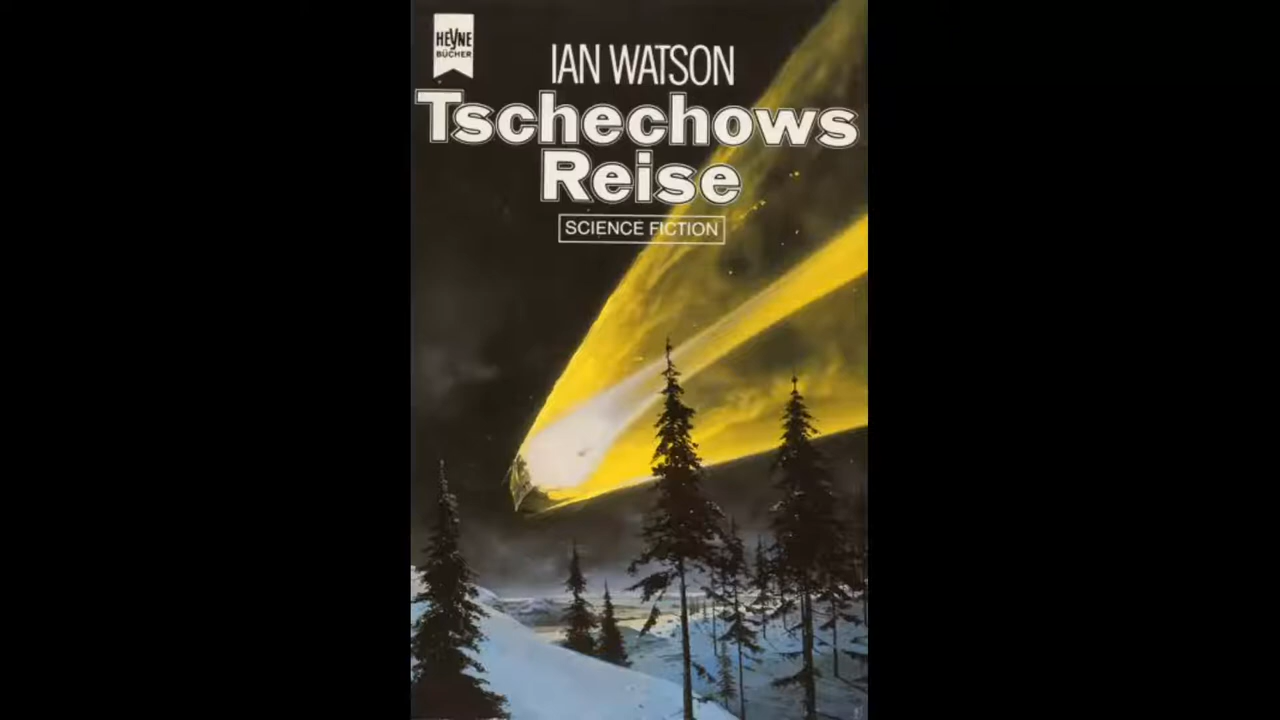 HEYNE
BÜCHER
IAN WATSON
Tschechows
Reise
SCIENCE FICTION